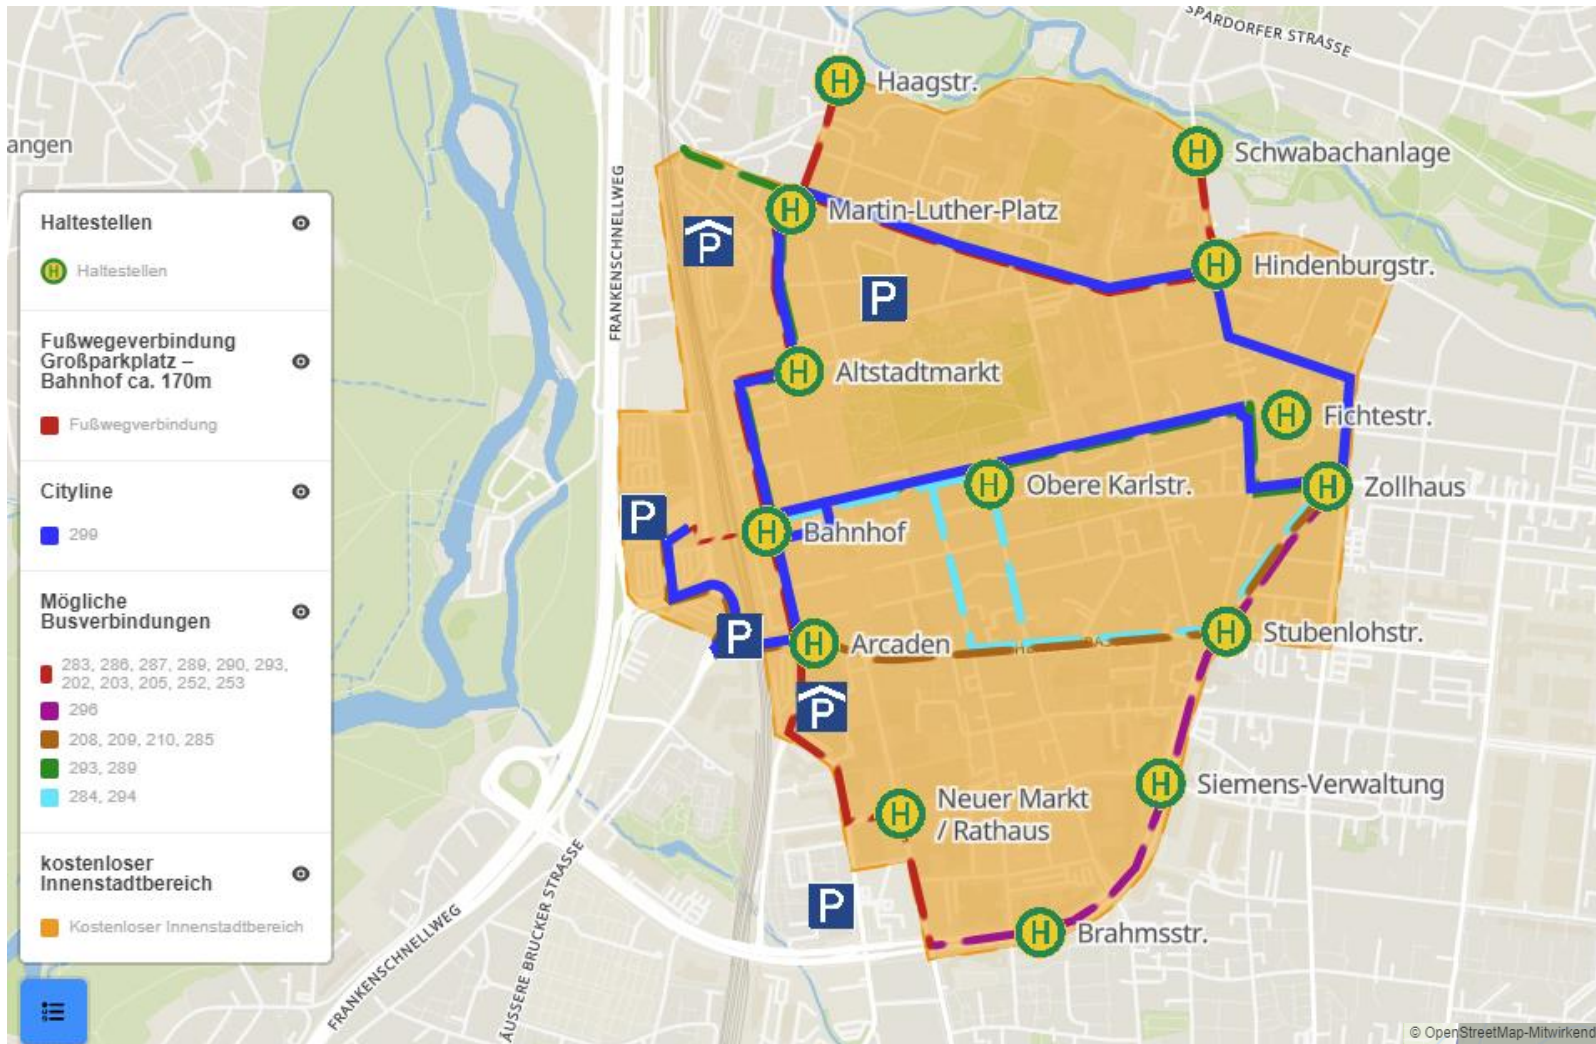 SPARDORFER STRASSE
H Haagstr.
H Schwabachanlage
angen
FRANKENSCHNELLWEG
H Martin-Luther-Platz
P
H Hindenburgstr.
P
H Altstadtmarkt
H Fichtestr.
H Obere Karlstr.
H Zollhaus
P
H Bahnhof
P
H Arcaden
H Stubenlohstr.
P
H Siemens-Verwaltung
H Neuer Markt
/ Rathaus
P
H Brahmsstr.
FRANKENSCHNELLWEG
ÄUSSERE BRUCKER STRASSE
Haltestellen
H Haltestellen
Fußwegeverbindung
Großparkplatz –
Bahnhof ca. 170m
Fußwegverbindung
Cityline
299
Mögliche
Busverbindungen
283, 286, 287, 289, 290, 293,
202, 203, 205, 252, 253
296
208, 209, 210, 285
293, 289
284, 294
kostenloser
Innenstadtbereich
Kostenloser Innenstadtbereich
© OpenStreetMap-Mitwirkend